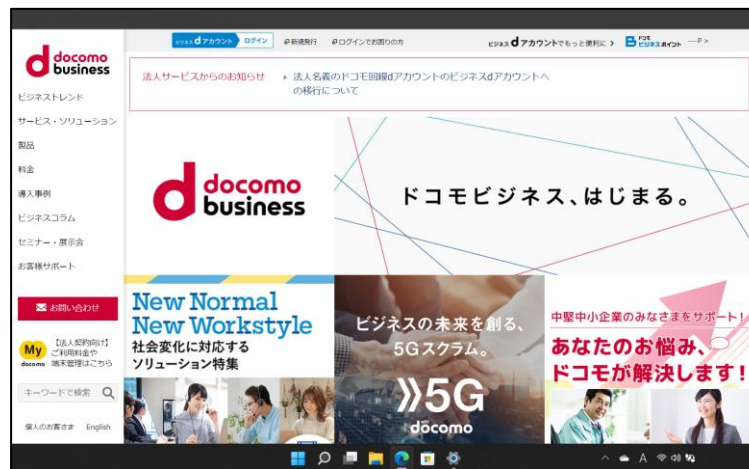 docomo
business
ビジネスdアカウント ログイン
新規発行
ログインでお困りの方
ビジネスdアカウントでもっと便利に
ドコモ
ビジネスポイント
---P
法人サービスからのお知らせ
法人名義のドコモ回線dアカウントのビジネスdアカウントへ
の移行について
ビジネストレンド
サービス・ソリューション
製品
料金
導入事例
ビジネスコラム
セミナー・展示会
お客様サポート
お問い合わせ
My
docomo
【法人契約向け】
ご利用料金や
端末管理はこちら
キーワードで検索
個人のお客さま English
docomo
business
ドコモビジネス、はじまる。
New Normal
New Workstyle
社会変化に対応する
ソリューション特集
ビジネスの未来を創る、
5Gスクラム。
5G
docomo
中堅中小企業のみなさまをサポート!
あなたのお悩み、
ドコモが解決します!
A